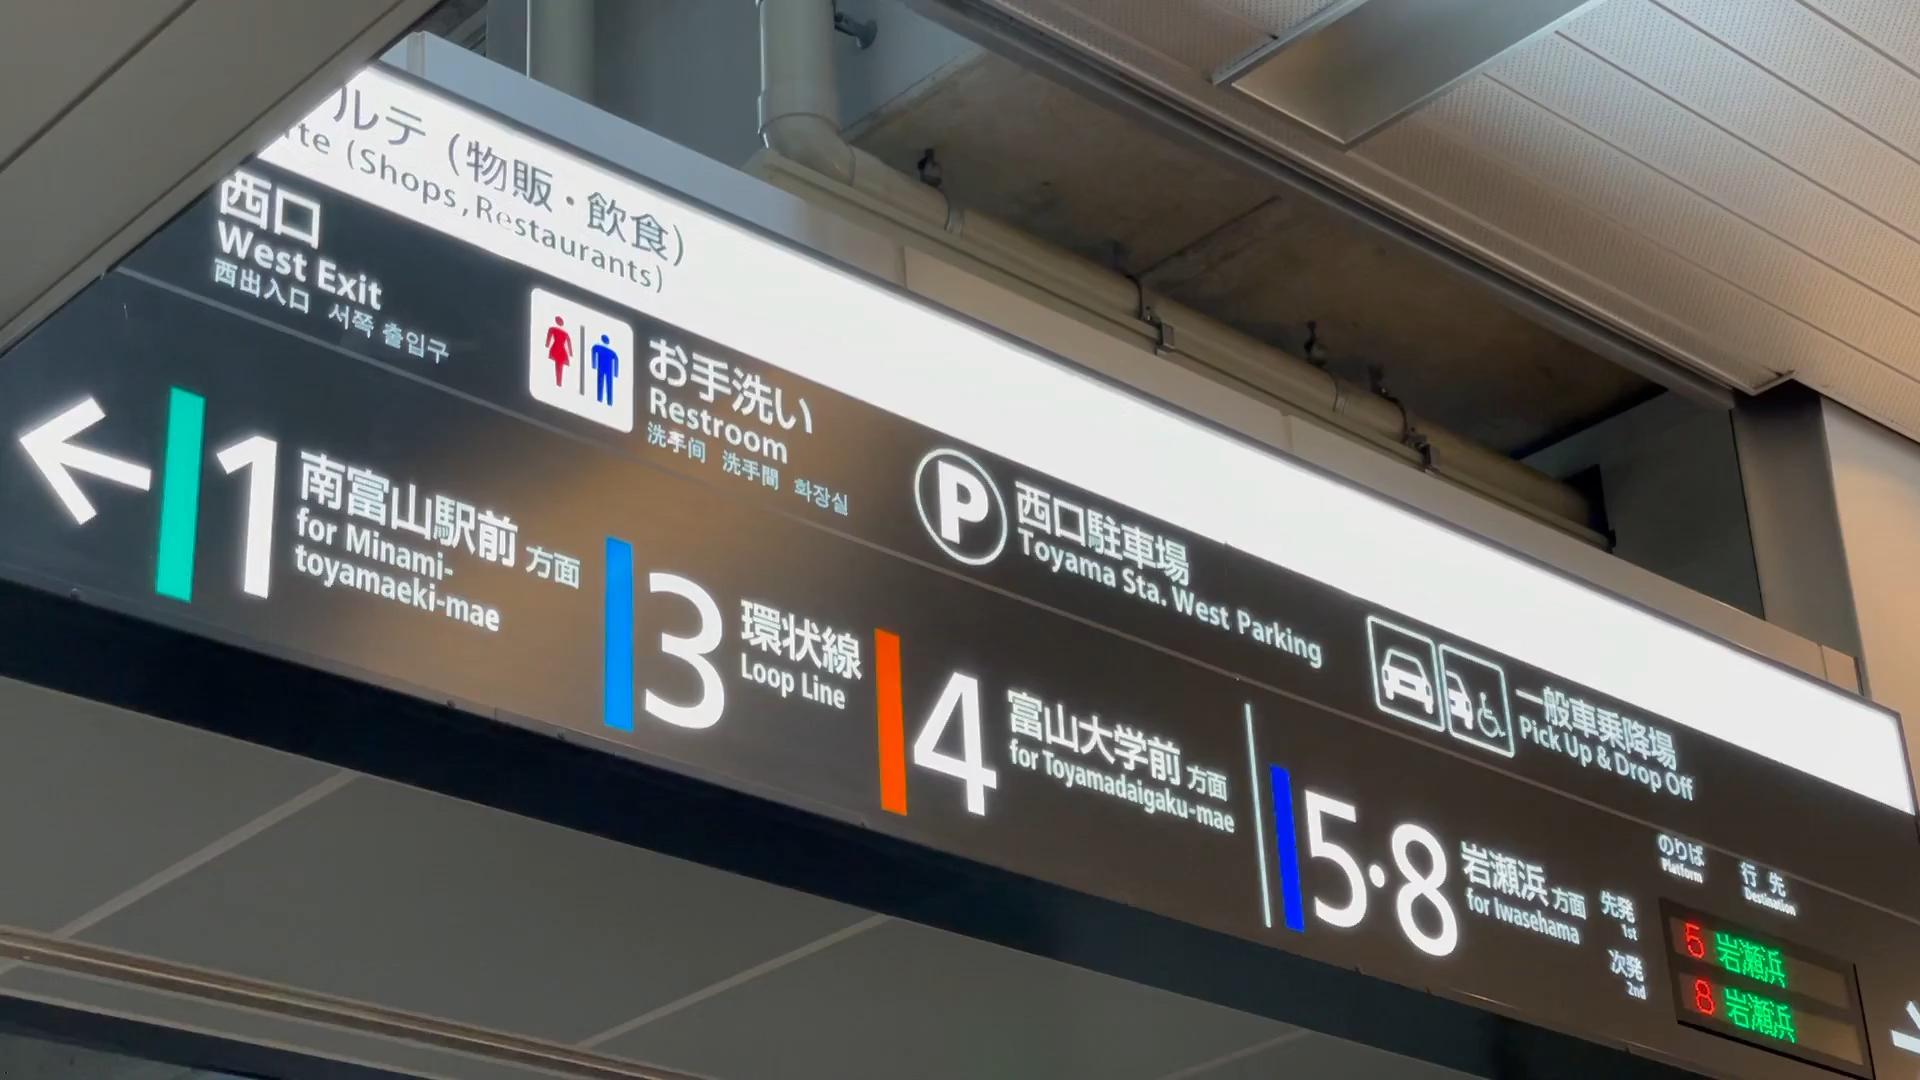 ルテ (物販・飲食)
rte (Shops, Restaurants)
西口
West Exit
西出入口 서쪽 출입구
お手洗い
Restroom
洗手间 洗手間 화장실
P
西口駐車場
Toyama Sta. West Parking
一般車乗降場
Pick Up & Drop Off
1
南富山駅前 方面
for Minami-
toyamaeki-mae
3
環状線
Loop Line
4
富山大学前 方面
for Toyamadaigaku-mae
5・8
岩瀬浜 方面
for Iwasehama
のりば
Platform
行先
Destination
先発
1st
岩瀬浜
次発
2nd
8 岩瀬浜